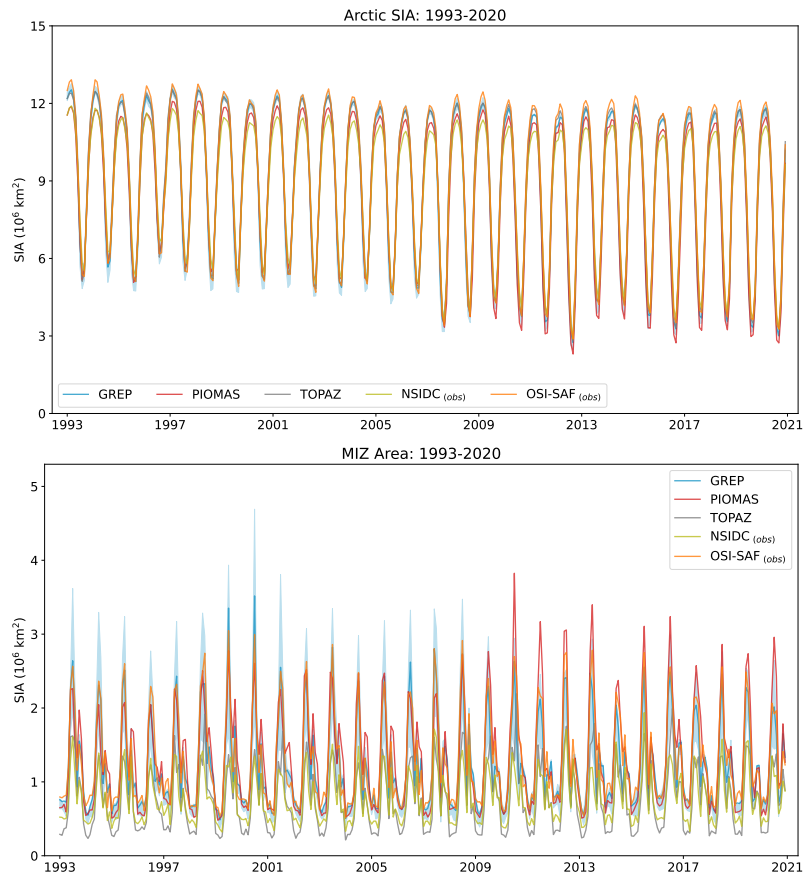 Arctic SIA: 1993-2020
15
12
9
6
3
0
SIA (10⁶ km²)
GREP PIOMAS TOPAZ NSIDC (obs) OSI-SAF (obs)
1993 1997 2001 2005 2009 2013 2017 2021
MIZ Area: 1993-2020
5
4
3
2
1
0
SIA (10⁶ km²)
GREP
PIOMAS
TOPAZ
NSIDC (obs)
OSI-SAF (obs)
1993 1997 2001 2005 2009 2013 2017 2021